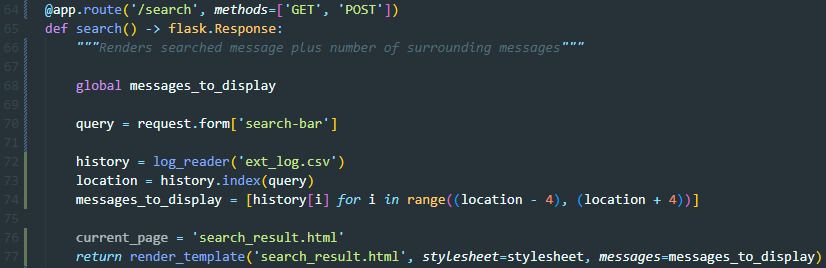 64 @app.route('/search', methods=['GET', 'POST'])
65 def search() -> flask.Response:
66     """Renders searched message plus number of surrounding messages"""
67
68     global messages_to_display
69
70     query = request.form['search-bar']
71
72     history = log_reader('ext_log.csv')
73     location = history.index(query)
74     messages_to_display = [history[i] for i in range((location - 4), (location + 4))]
75
76     current_page = 'search_result.html'
77     return render_template('search_result.html', stylesheet=stylesheet, messages=messages_to_display)